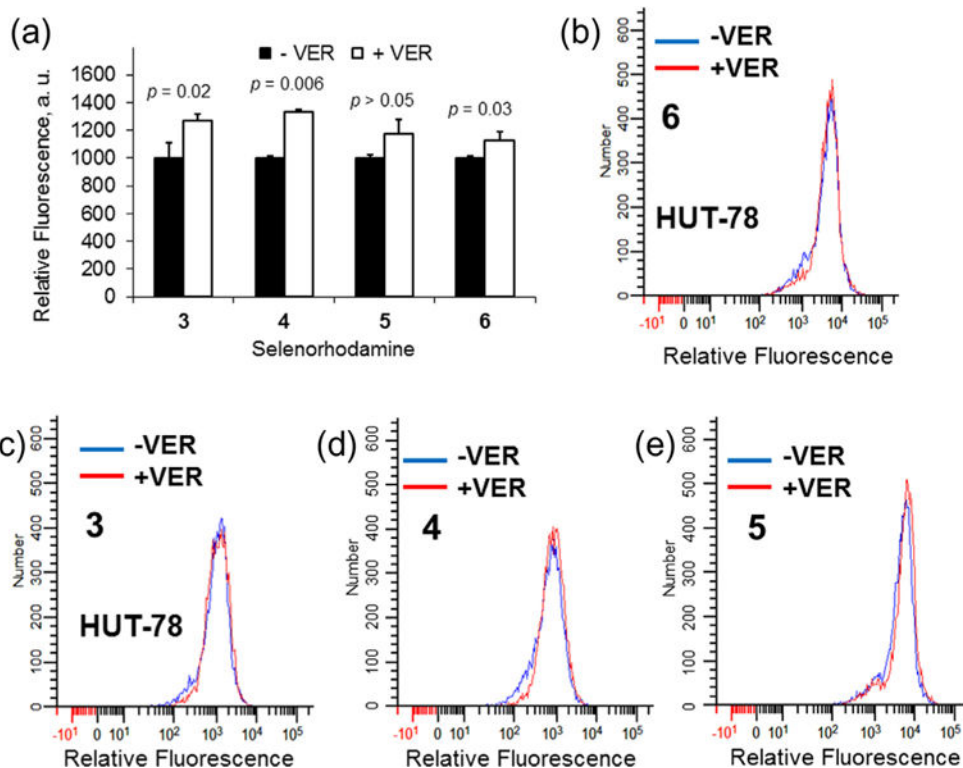 (a)
- VER + VER
Relative Fluorescence, a. u.
1600
1400
1200
1000
800
600
400
200
0
p = 0.02
p = 0.006
p > 0.05
p = 0.03
3 4 5 6
Selenorhodamine
(b)
-VER
+VER
6
HUT-78
Number
600
500
400
300
200
100
0
-10¹ 0 10¹ 10² 10³ 10⁴ 10⁵
Relative Fluorescence
c)
-VER
+VER
3
HUT-78
Number
600
500
400
300
200
100
0
-10¹ 0 10¹ 10² 10³ 10⁴ 10⁵
Relative Fluorescence
(d)
-VER
+VER
4
Number
600
500
400
300
200
100
0
-10¹ 0 10¹ 10² 10³ 10⁴ 10⁵
Relative Fluorescence
(e)
-VER
+VER
5
Number
600
500
400
300
200
100
0
-10¹ 0 10¹ 10² 10³ 10⁴ 10⁵
Relative Fluorescence